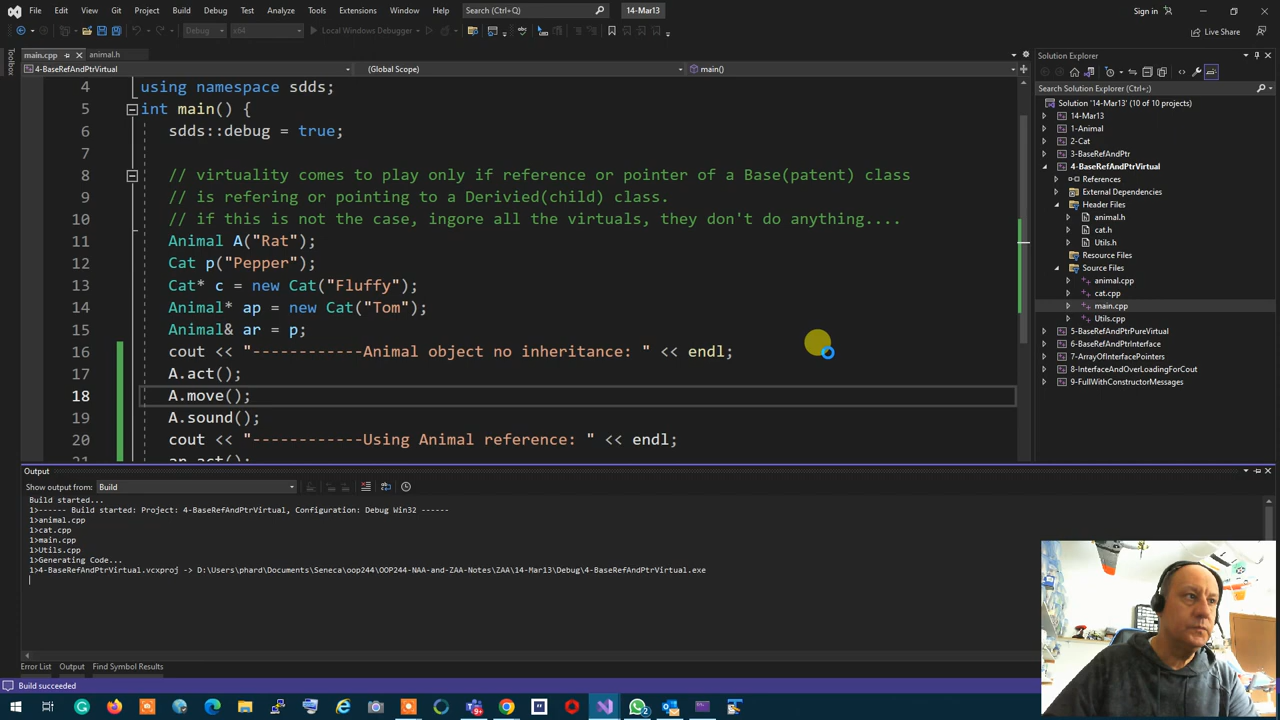 File Edit View Git Project Build Debug Test Analyze Tools Extensions Window Help Search (Ctrl+Q) 14-Mar13 Sign in
Debug x64 Local Windows Debugger Live Share
Toolbox
main.cpp animal.h
4-BaseRefAndPtrVirtual (Global Scope) main()
4 using namespace sdds;
5 int main() {
6 sdds::debug = true;
7
8 // virtuality comes to play only if reference or pointer of a Base(patent) class
9 // is refering or pointing to a Derivied(child) class.
10 // if this is not the case, ingore all the virtuals, they don't do anything....
11 Animal A("Rat");
12 Cat p("Pepper");
13 Cat* c = new Cat("Fluffy");
14 Animal* ap = new Cat("Tom");
15 Animal& ar = p;
16 cout << "------------Animal object no inheritance: " << endl;
17 A.act();
18 A.move();
19 A.sound();
20 cout << "------------Using Animal reference: " << endl;
21 ar.act();
Solution Explorer
Search Solution Explorer (Ctrl+;)
Solution '14-Mar13' (10 of 10 projects)
14-Mar13
1-Animal
2-Cat
3-BaseRefAndPtr
4-BaseRefAndPtrVirtual
References
External Dependencies
Header Files
animal.h
cat.h
Utils.h
Resource Files
Source Files
animal.cpp
cat.cpp
main.cpp
Utils.cpp
5-BaseRefAndPtrPureVirtual
6-BaseRefAndPtrInterface
7-ArrayOfInterfacePointers
8-InterfaceAndOverLoadingForCout
9-FullWithConstructorMessages
Output
Show output from: Build
Build started...
1>------ Build started: Project: 4-BaseRefAndPtrVirtual, Configuration: Debug Win32 ------
1>animal.cpp
1>cat.cpp
1>main.cpp
1>Utils.cpp
1>Generating Code...
1>4-BaseRefAndPtrVirtual.vcxproj -> D:\Users\phard\Documents\Seneca\oop244\OOP244-NAA-and-ZAA-Notes\ZAA\14-Mar13\Debug\4-BaseRefAndPtrVirtual.exe
Error List Output Find Symbol Results
Build succeeded